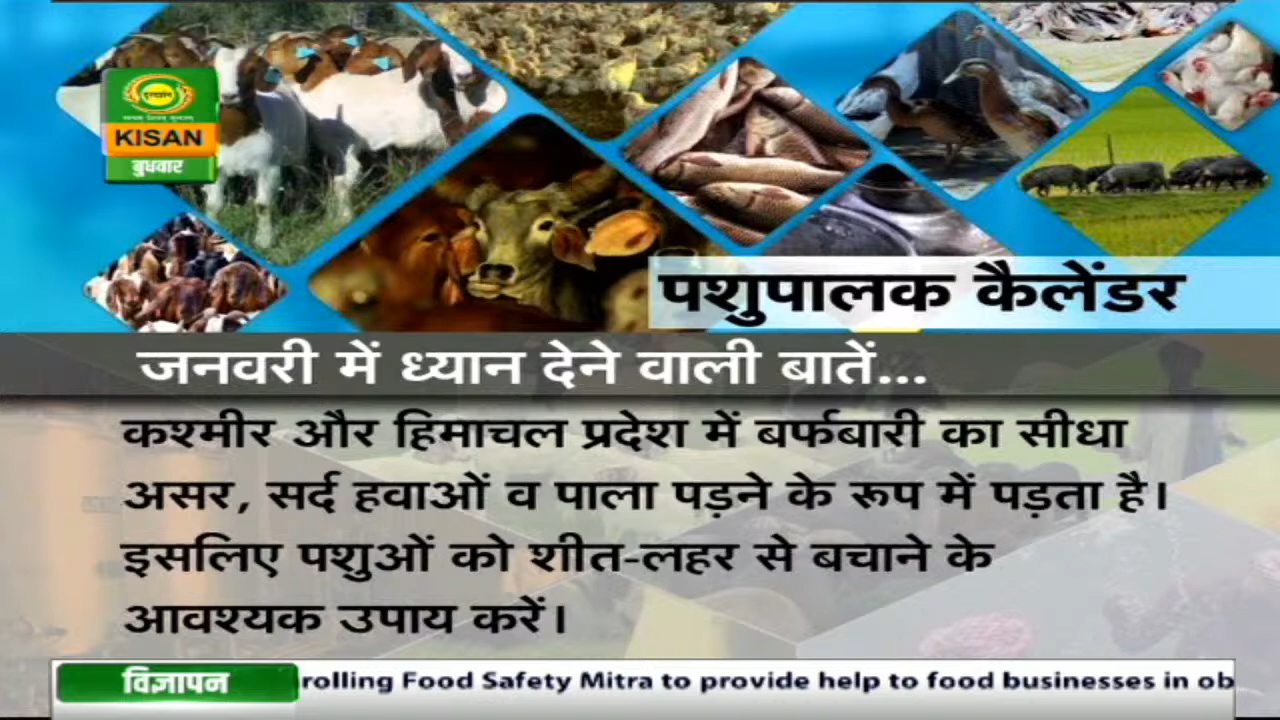 दूरदर्शन
KISAN
बुधवार
पशुपालक कैलेंडर
जनवरी में ध्यान देने वाली बातें...
कश्मीर और हिमाचल प्रदेश में बर्फबारी का सीधा
असर, सर्द हवाओं व पाला पड़ने के रूप में पड़ता है।
इसलिए पशुओं को शीत-लहर से बचाने के
आवश्यक उपाय करें।
विज्ञापन rolling Food Safety Mitra to provide help to food businesses in ob